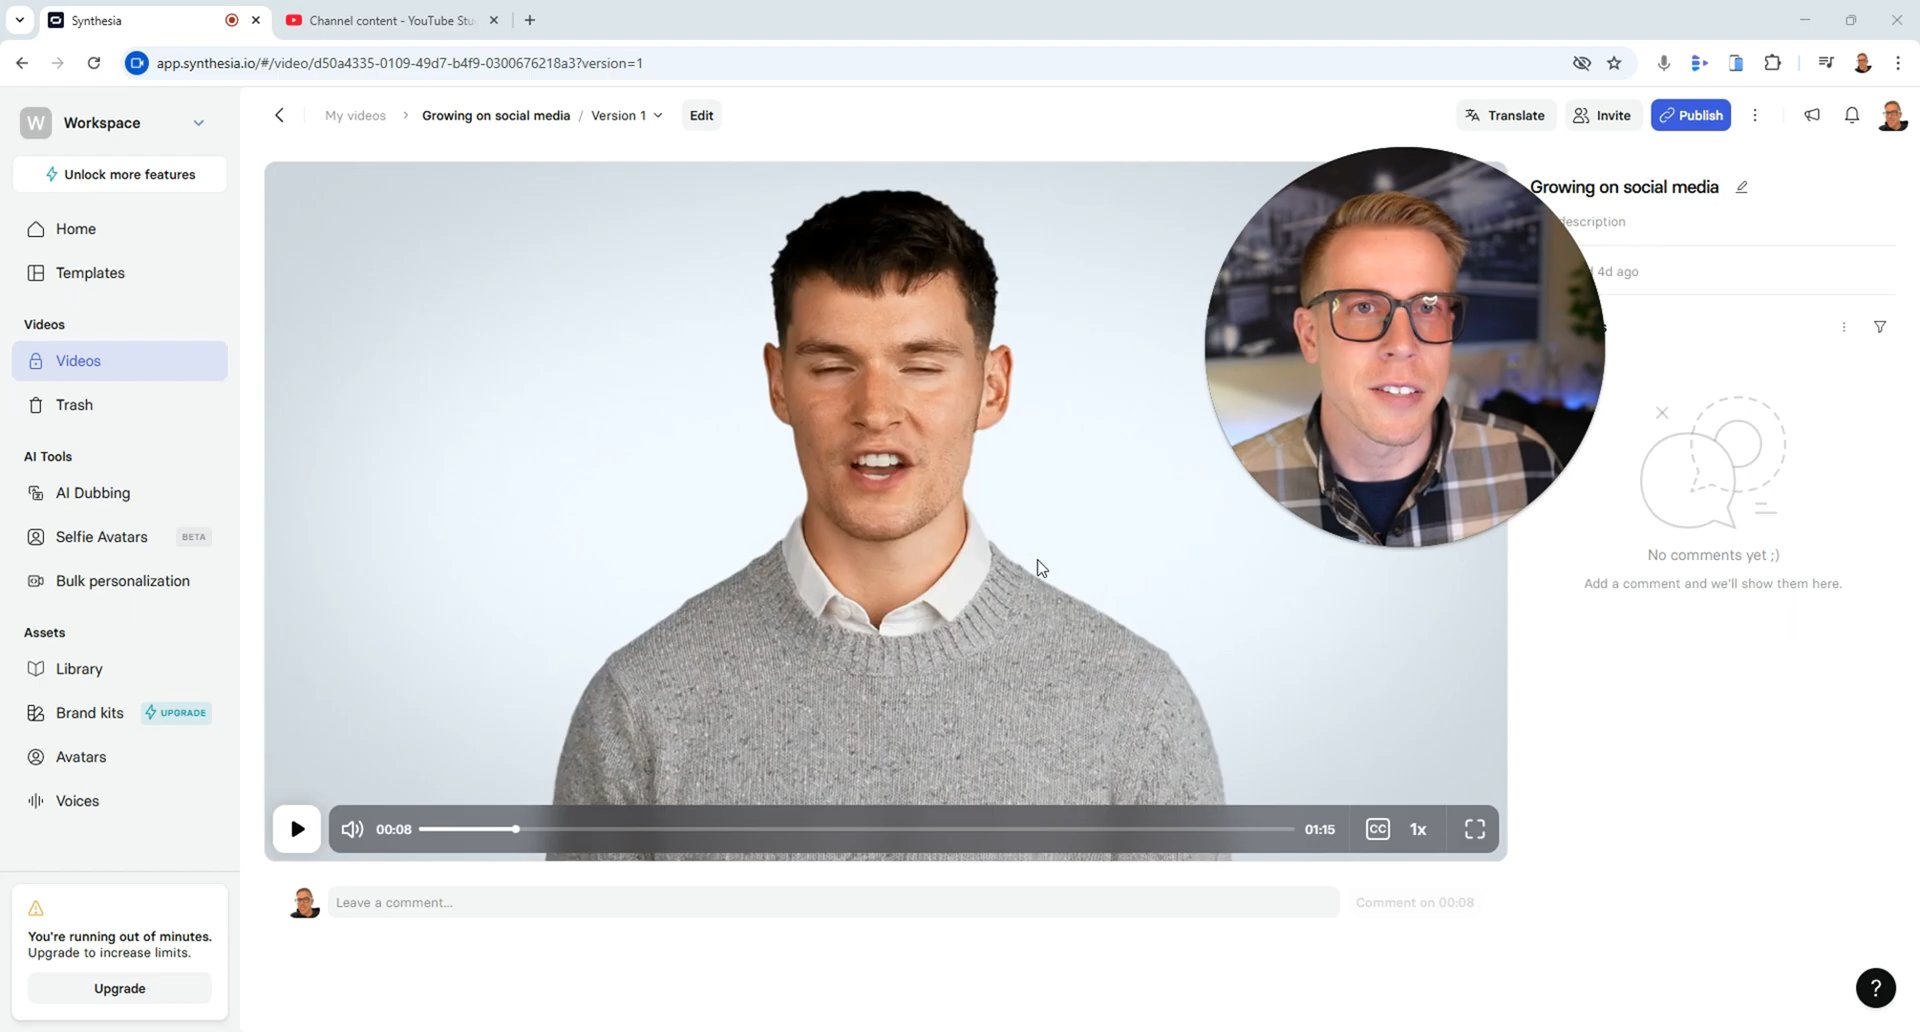 Synthesia
Channel content - YouTube Stu
app.synthesia.io/#/video/d50a4335-0109-49d7-b4f9-0300676218a3?version=1
W Workspace
My videos > Growing on social media / Version 1 Edit
Translate Invite Publish
Unlock more features
Home
Templates
Videos
Videos
Trash
AI Tools
AI Dubbing
Selfie Avatars BETA
Bulk personalization
Assets
Library
Brand kits UPGRADE
Avatars
Voices
You're running out of minutes.
Upgrade to increase limits.
Upgrade
Growing on social media
description
4d ago
No comments yet ;)
Add a comment and we'll show them here.
00:08 01:15 CC 1x
Leave a comment... Comment on 00:08
?